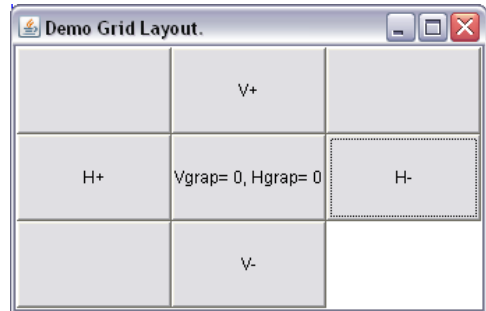 Demo Grid Layout.
V+
H+ Vgrap= 0, Hgrap= 0 H-
V-